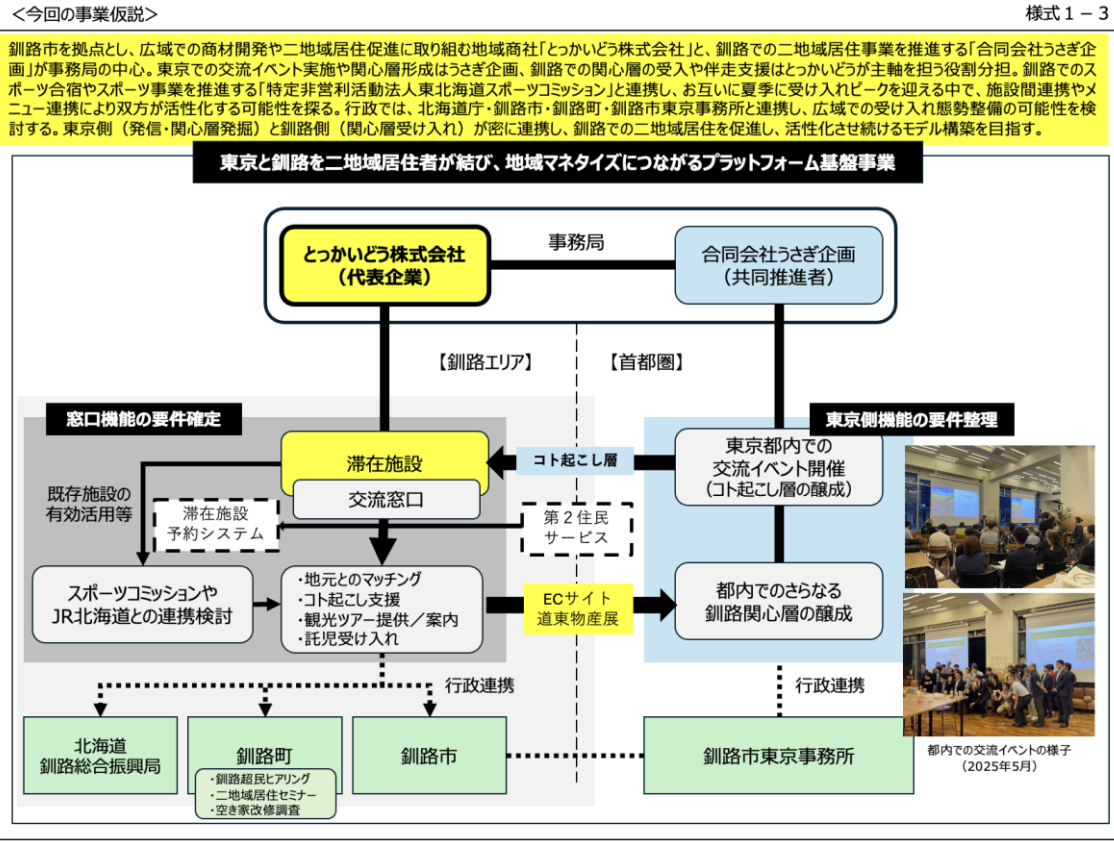 ＜今回の事業仮説＞
様式１－３
釧路市を拠点とし、広域での商材開発や二地域居住促進に取り組む地域商社「とっかいどう株式会社」と、釧路での二地域居住事業を推進する「合同会社うさぎ企
画」が事務局の中心。東京での交流イベント実施や関心層形成はうさぎ企画、釧路での関心層の受入や伴走支援はとっかいどうが主軸を担う役割分担。釧路でのス
ポーツ合宿やスポーツ事業を推進する「特定非営利活動法人東北海道スポーツコミッション」と連携し、お互いに夏季に受け入れピークを迎える中で、施設間連携やメ
ニュー連携により双方が活性化する可能性を探る。行政では、北海道庁・釧路市・釧路町・釧路市東京事務所と連携し、広域での受け入れ態勢整備の可能性を検
討する。東京側（発信・関心層発掘）と釧路側（関心層受け入れ）が密に連携し、釧路での二地域居住を促進し、活性化させ続けるモデル構築を目指す。
東京と釧路を二地域居住者が結び、地域マネタイズにつながるプラットフォーム基盤事業
とっかいどう株式会社
（代表企業）
事務局
合同会社うさぎ企画
（共同推進者）
【釧路エリア】
【首都圏】
窓口機能の要件確定
東京側機能の要件整理
滞在施設
交流窓口
コト起こし層
東京都内での
交流イベント開催
（コト起こし層の醸成）
既存施設の
有効活用等
滞在施設
予約システム
第２住民
サービス
スポーツコミッションや
JR北海道との連携検討
・地元とのマッチング
・コト起こし支援
・観光ツアー提供／案内
・託児受け入れ
ECサイト
道東物産展
都内でのさらなる
釧路関心層の醸成
行政連携
行政連携
北海道
釧路総合振興局
釧路町
・釧路超民ヒアリング
・二地域居住セミナー
・空き家改修調査
釧路市
釧路市東京事務所
都内での交流イベントの様子
（2025年5月）